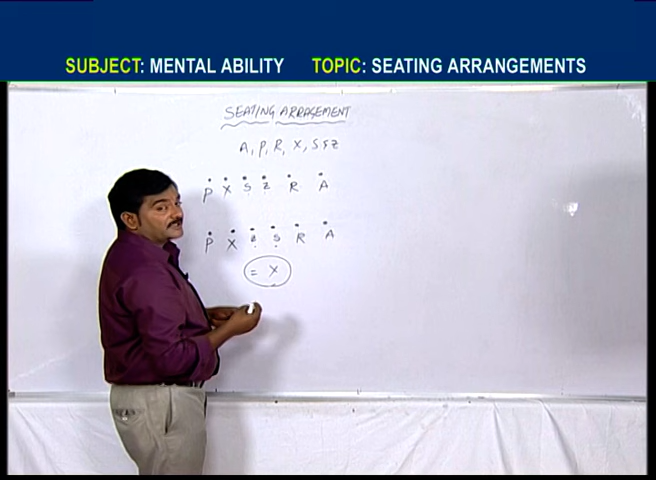 SUBJECT: MENTAL ABILITY TOPIC: SEATING ARRANGEMENTS
SEATING ARRAGEMENT
A, P, R, X, S & Z
P X S Z R A
P X Z S R A
= X